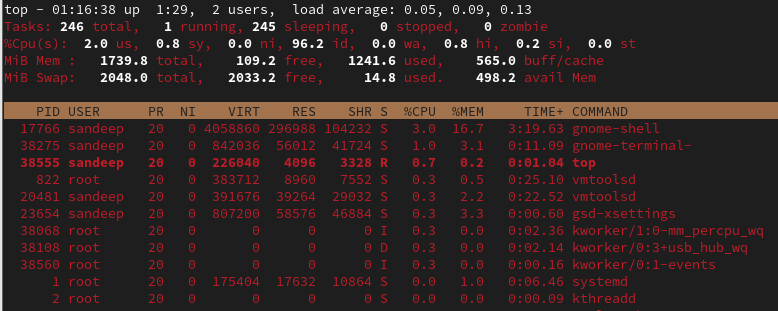 top - 01:16:38 up  1:29,  2 users,  load average: 0.05, 0.09, 0.13
Tasks: 246 total,   1 running, 245 sleeping,   0 stopped,   0 zombie
%Cpu(s):  2.0 us,  0.8 sy,  0.0 ni, 96.2 id,  0.0 wa,  0.8 hi,  0.2 si,  0.0 st
MiB Mem :   1739.8 total,    109.2 free,   1241.6 used,    565.0 buff/cache
MiB Swap:   2048.0 total,   2033.2 free,     14.8 used.    498.2 avail Mem
PID USER      PR  NI    VIRT    RES    SHR S  %CPU  %MEM     TIME+ COMMAND
17766 sandeep   20   0 4058860 296988 104232 S   3.0  16.7   3:19.63 gnome-shell
38275 sandeep   20   0  842036  56012  41724 S   1.0   3.1   0:11.09 gnome-terminal-
38555 sandeep   20   0  226040   4096   3328 R   0.7   0.2   0:01.04 top
822 root      20   0  383712   8960   7552 S   0.3   0.5   0:25.10 vmtoolsd
20481 sandeep   20   0  391676  39264  29032 S   0.3   2.2   0:22.52 vmtoolsd
23654 sandeep   20   0  807200  58576  46884 S   0.3   3.3   0:00.60 gsd-xsettings
38068 root      20   0       0      0      0 I   0.3   0.0   0:02.36 kworker/1:0-mm_percpu_wq
38108 root      20   0       0      0      0 D   0.3   0.0   0:02.14 kworker/0:3+usb_hub_wq
38560 root      20   0       0      0      0 I   0.3   0.0   0:00.16 kworker/0:1-events
1 root      20   0  175404  17632  10864 S   0.0   1.0   0:06.46 systemd
2 root      20   0       0      0      0 S   0.0   0.0   0:00.09 kthreadd